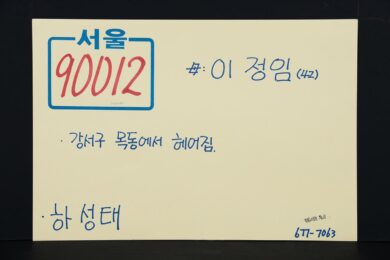 서울
90012
#: 이 정임 (42)
· 강서구 목동에서 헤어짐.
· 하 성태
677-7063